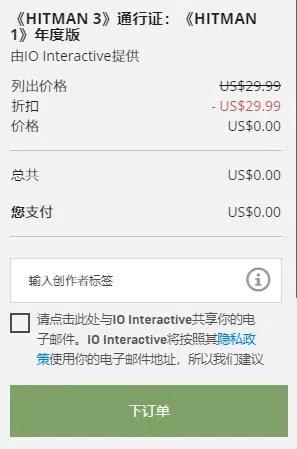 《HITMAN 3》通行证：《HITMAN
1》年度版
由IO Interactive提供
列出价格 US$29.99
折扣 - US$29.99
价格 US$0.00
总共 US$0.00
您支付 US$0.00
输入创作者标签
请点击此处与IO Interactive共享你的电
子邮件。IO Interactive将按照其隐私政
策使用你的电子邮件地址，所以我们建议
下订单